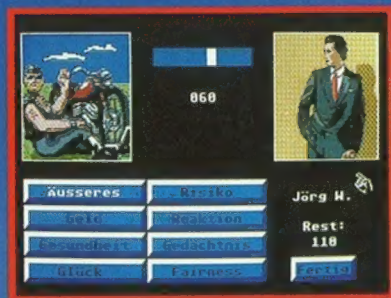 060
Äusseres Risiko
Geld Reaktion
Gesundheit Gedächtnis
Glück Fairness
Jörg W.
Rest:
110
Fertig